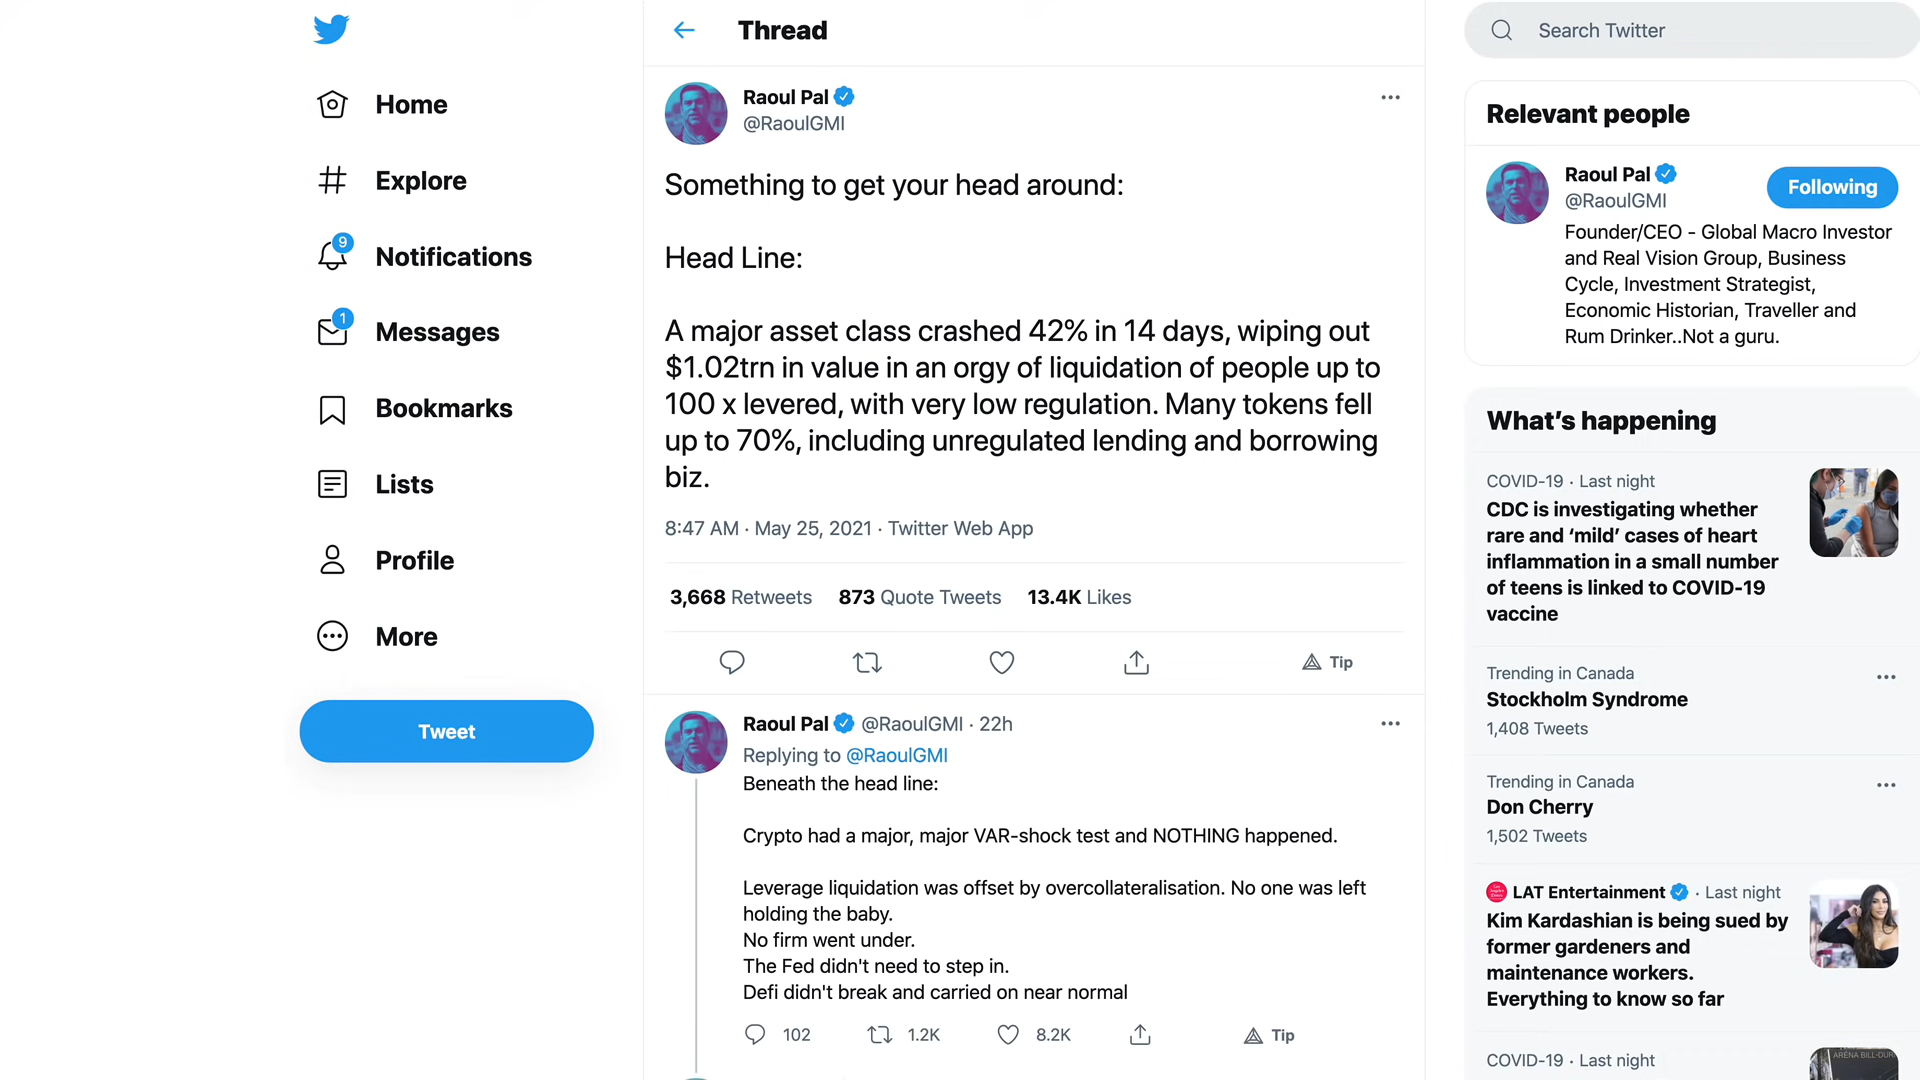 Home
Explore
9
Notifications
1
Messages
Bookmarks
Lists
Profile
More
Tweet
Thread
Raoul Pal
@RaoulGMI
Something to get your head around:
Head Line:
A major asset class crashed 42% in 14 days, wiping out
$1.02trn in value in an orgy of liquidation of people up to
100 x levered, with very low regulation. Many tokens fell
up to 70%, including unregulated lending and borrowing
biz.
8:47 AM · May 25, 2021 · Twitter Web App
3,668 Retweets 873 Quote Tweets 13.4K Likes
Tip
Raoul Pal @RaoulGMI · 22h
Replying to @RaoulGMI
Beneath the head line:
Crypto had a major, major VAR-shock test and NOTHING happened.
Leverage liquidation was offset by overcollateralisation. No one was left
holding the baby.
No firm went under.
The Fed didn't need to step in.
Defi didn't break and carried on near normal
102 1.2K 8.2K Tip
Search Twitter
Relevant people
Raoul Pal
@RaoulGMI
Following
Founder/CEO - Global Macro Investor
and Real Vision Group, Business
Cycle, Investment Strategist,
Economic Historian, Traveller and
Rum Drinker..Not a guru.
What's happening
COVID-19 · Last night
CDC is investigating whether
rare and ‘mild’ cases of heart
inflammation in a small number
of teens is linked to COVID-19
vaccine
Trending in Canada
Stockholm Syndrome
1,408 Tweets
Trending in Canada
Don Cherry
1,502 Tweets
LAT Entertainment · Last night
Kim Kardashian is being sued by
former gardeners and
maintenance workers.
Everything to know so far
COVID-19 · Last night